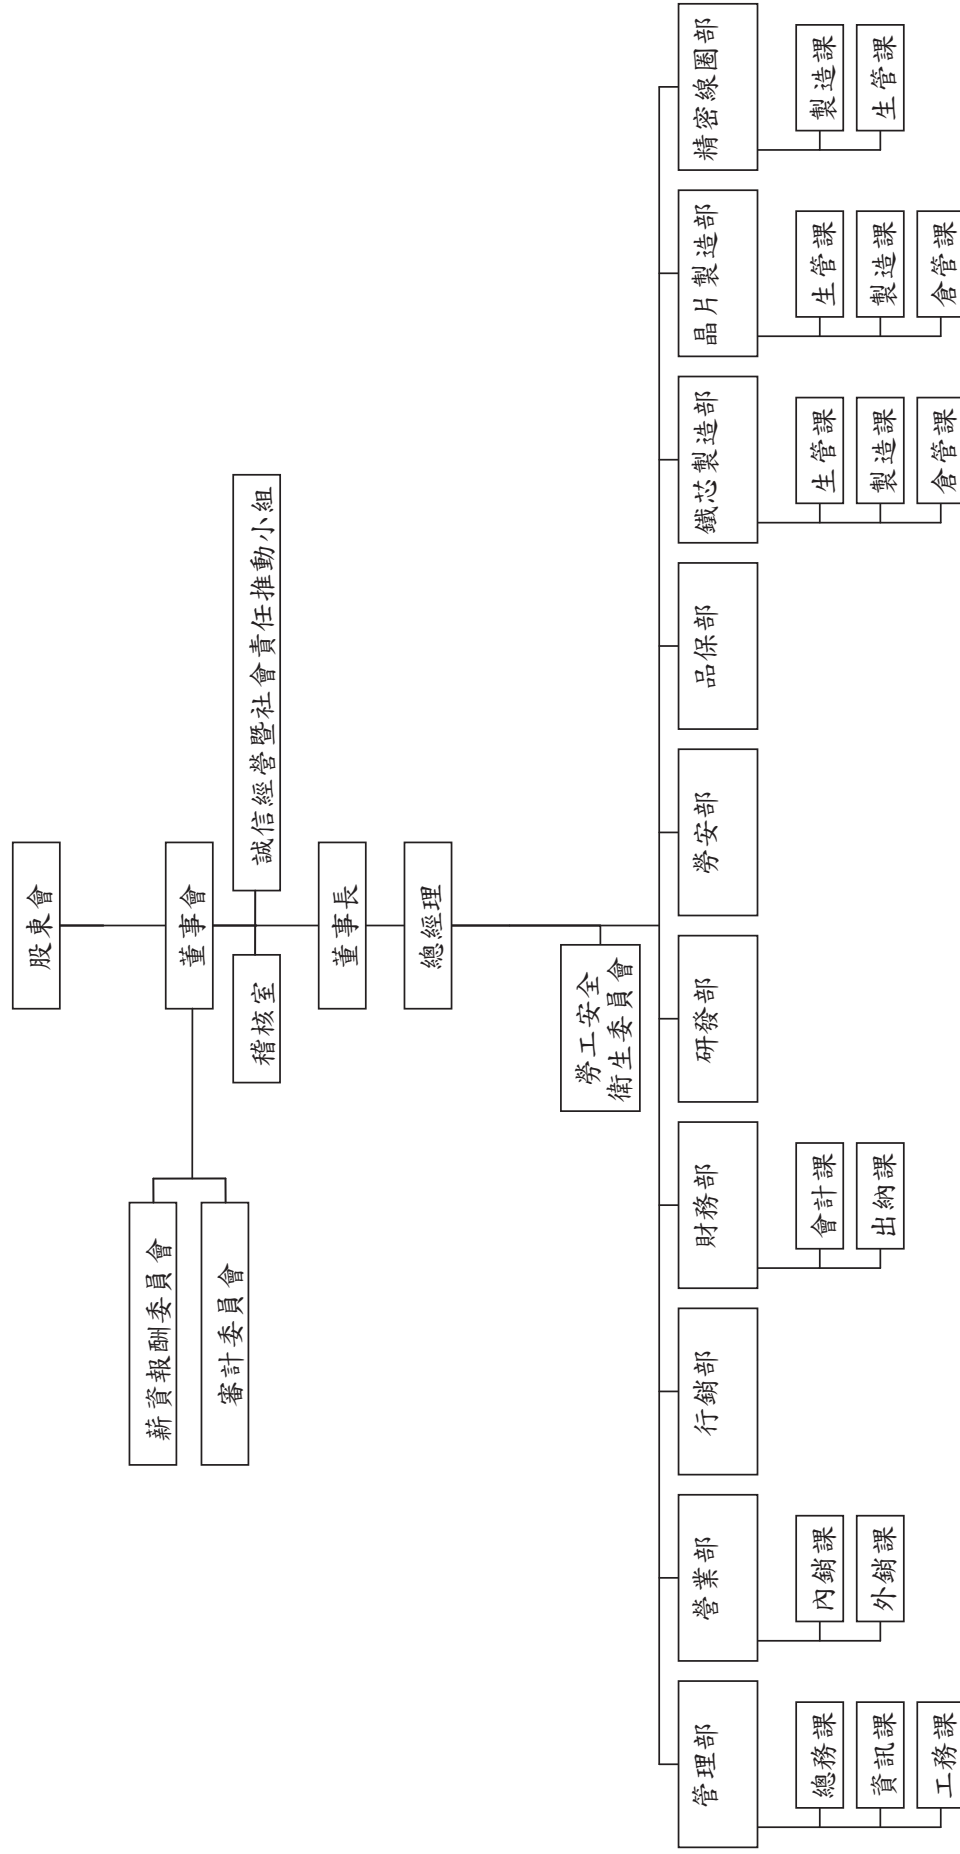 股東會
董事會
薪資報酬委員會
審計委員會
稽核室
誠信經營暨社會責任推動小組
董事長
總經理
勞工安全
衛生委員會
管理部
總務課
資訊課
工務課
營業部
內銷課
外銷課
行銷部
財務部
會計課
出納課
研發部
勞安部
品保部
鐵芯製造部
生管課
製造課
倉管課
晶片製造部
生管課
製造課
倉管課
精密線圈部
製造課
生管課